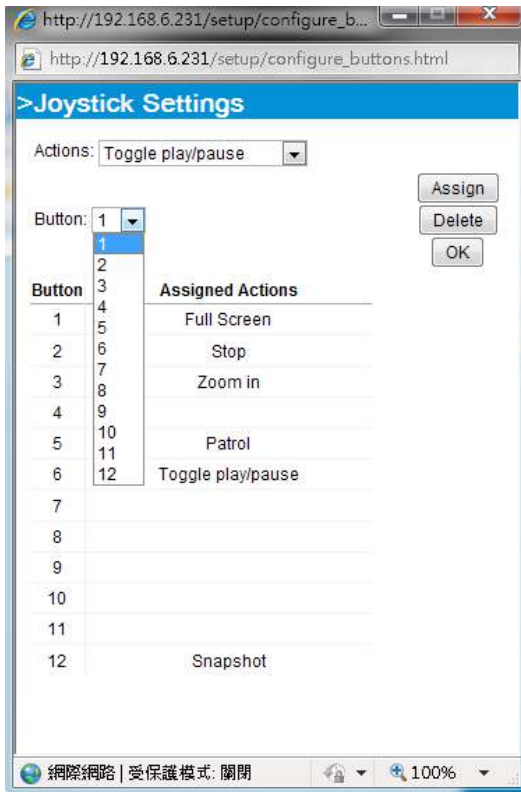 http://192.168.6.231/setup/configure_b...
http://192.168.6.231/setup/configure_buttons.html
>Joystick Settings
Actions: Toggle play/pause
Assign
Button: 1
Delete
OK
1
2
3
4
5
6
7
8
9
10
11
12
Button Assigned Actions
1 Full Screen
2 Stop
3 Zoom in
4
5 Patrol
6 Toggle play/pause
7
8
9
10
11
12 Snapshot
網際網路 | 受保護模式: 關閉 100%